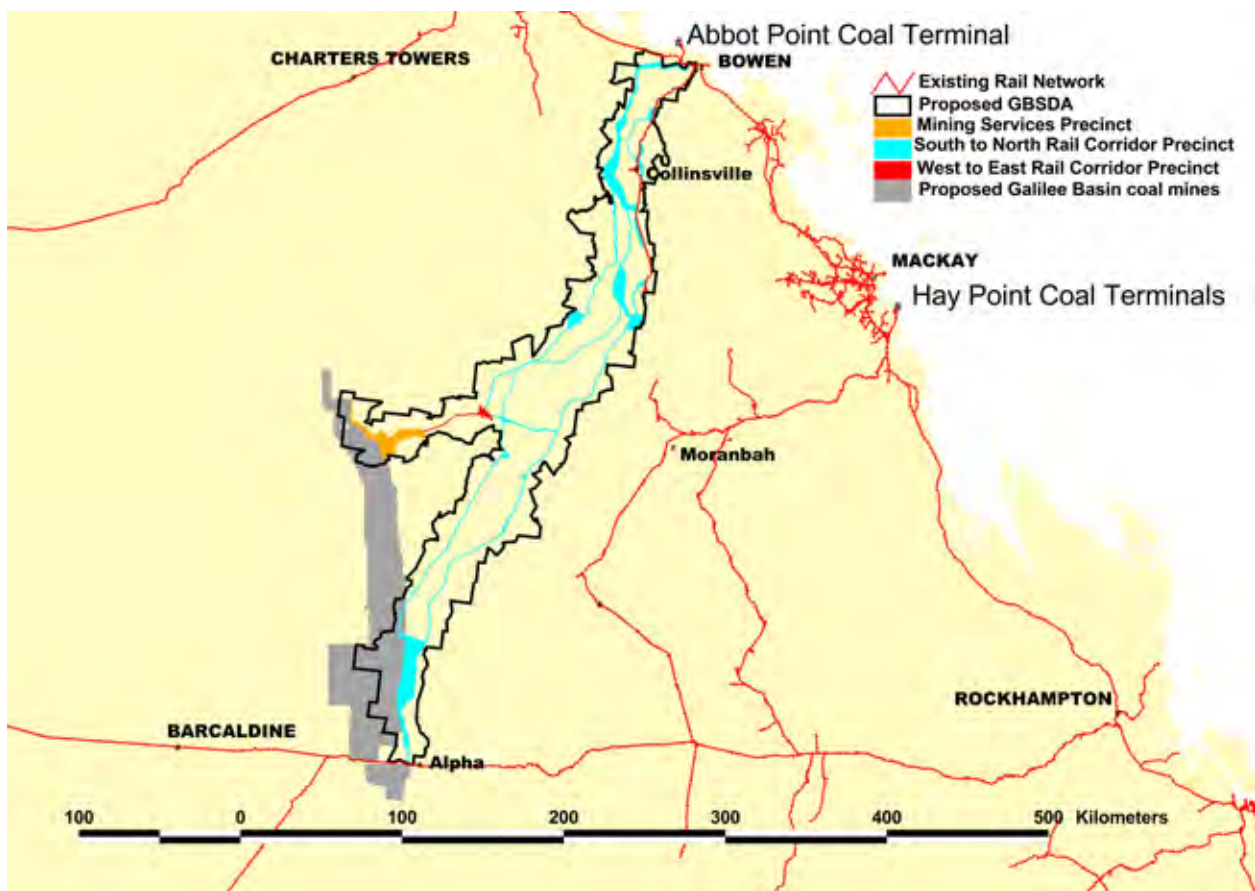 Abbot Point Coal Terminal
CHARTERS TOWERS
BOWEN
Existing Rail Network
Proposed GBSDA
Mining Services Precinct
South to North Rail Corridor Precinct
West to East Rail Corridor Precinct
Proposed Galilee Basin coal mines
Collinsville
MACKAY
Hay Point Coal Terminals
Moranbah
ROCKHAMPTON
BARCALDINE
Alpha
100 0 100 200 300 400 500 Kilometers